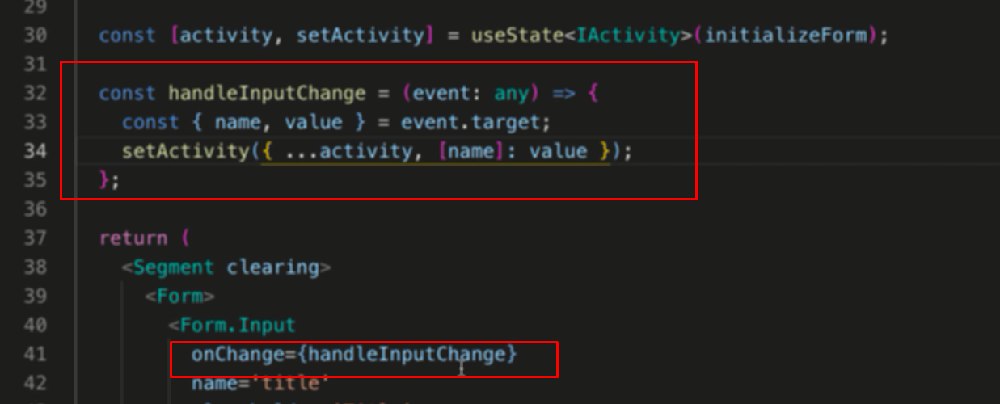 29
30 const [activity, setActivity] = useState<IActivity>(initializeForm);
31
32 const handleInputChange = (event: any) => {
33 const { name, value } = event.target;
34 setActivity({ ...activity, [name]: value });
35 };
36
37 return (
38 <Segment clearing>
39 <Form>
40 <Form.Input
41 onChange={handleInputChange}
42 name='title'